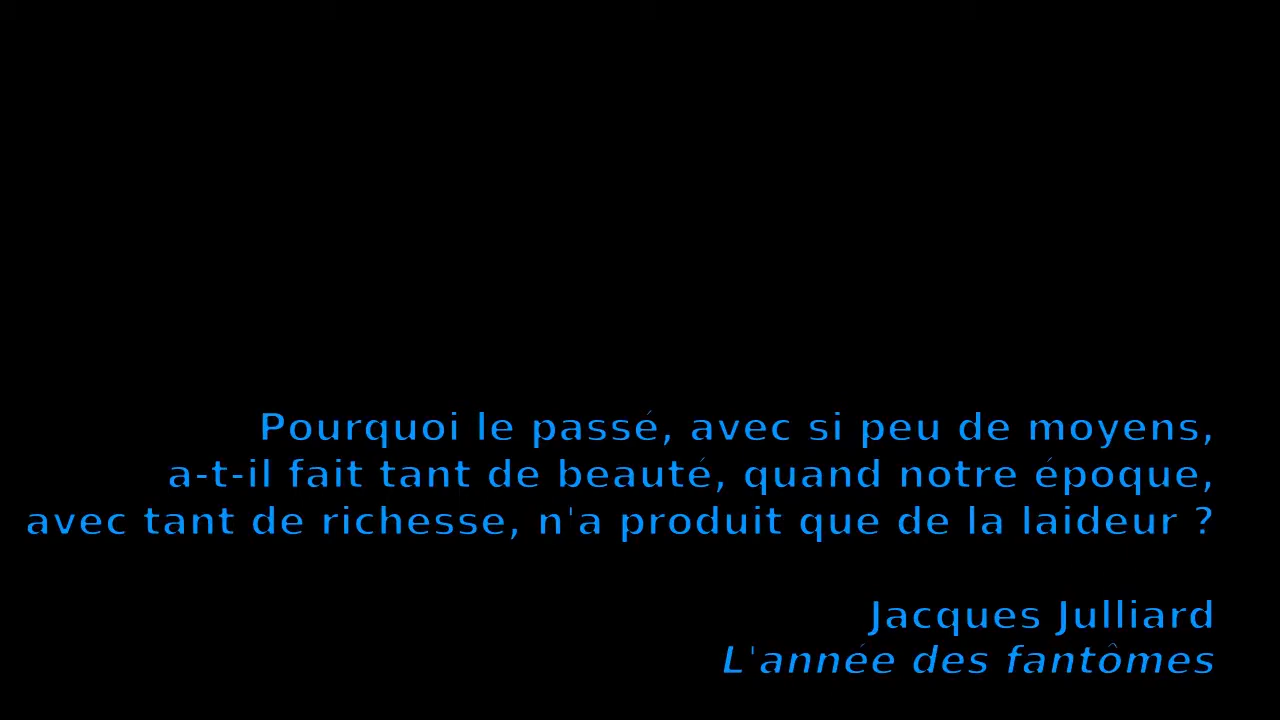 Pourquoi le passé, avec si peu de moyens,
a-t-il fait tant de beauté, quand notre époque,
avec tant de richesse, n'a produit que de la laideur ?
Jacques Julliard
L'année des fantômes